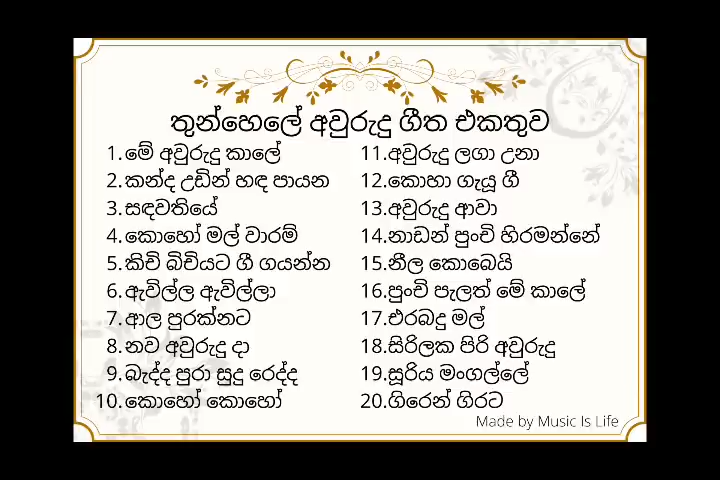 තුන්හෙලේ අවුරුදු ගීත එකතුව
1.මේ අවුරුදු කාලේ
2.කන්ද උඩින් හඳ පායන
3.සඳවතියේ
4.කොහෝ මල් වාරම්
5.කිචි බිචියට ගී ගයන්න
6.ඇවිල්ල ඇවිල්ලා
7.ආල පුරක්නට
8.නව අවුරුදු දා
9.බැද්ද පුරා සුදු රෙද්ද
10.කොහෝ කොහෝ
11.අවුරුදු ලගා උනා
12.කොහා ගැයූ ගී
13.අවුරුදු ආවා
14.නාඩන් පුංචි හිරමන්නේ
15.නීල කොබෙයි
16.පුංචි පැලත් මේ කාලේ
17.එරබදු මල්
18.සිරිලක පිරි අවුරුදු
19.සූරිය මංගල්ලේ
20.ගිරෙන් ගිරට
Made by Music Is Life